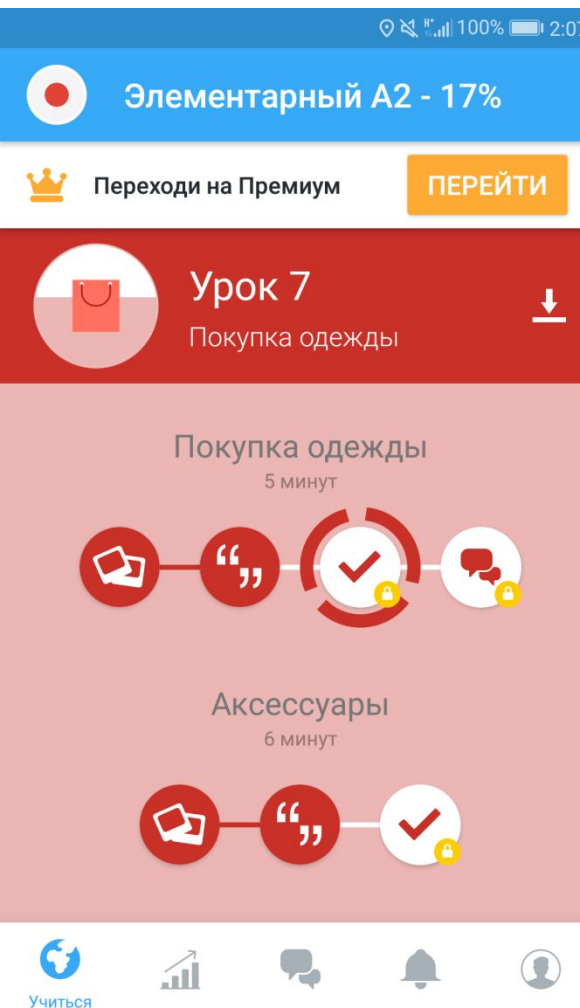 100% 2:07
Элементарный A2 - 17%
Переходи на Премиум
ПЕРЕЙТИ
Урок 7
Покупка одежды
Покупка одежды
5 минут
Аксессуары
6 минут
Учиться